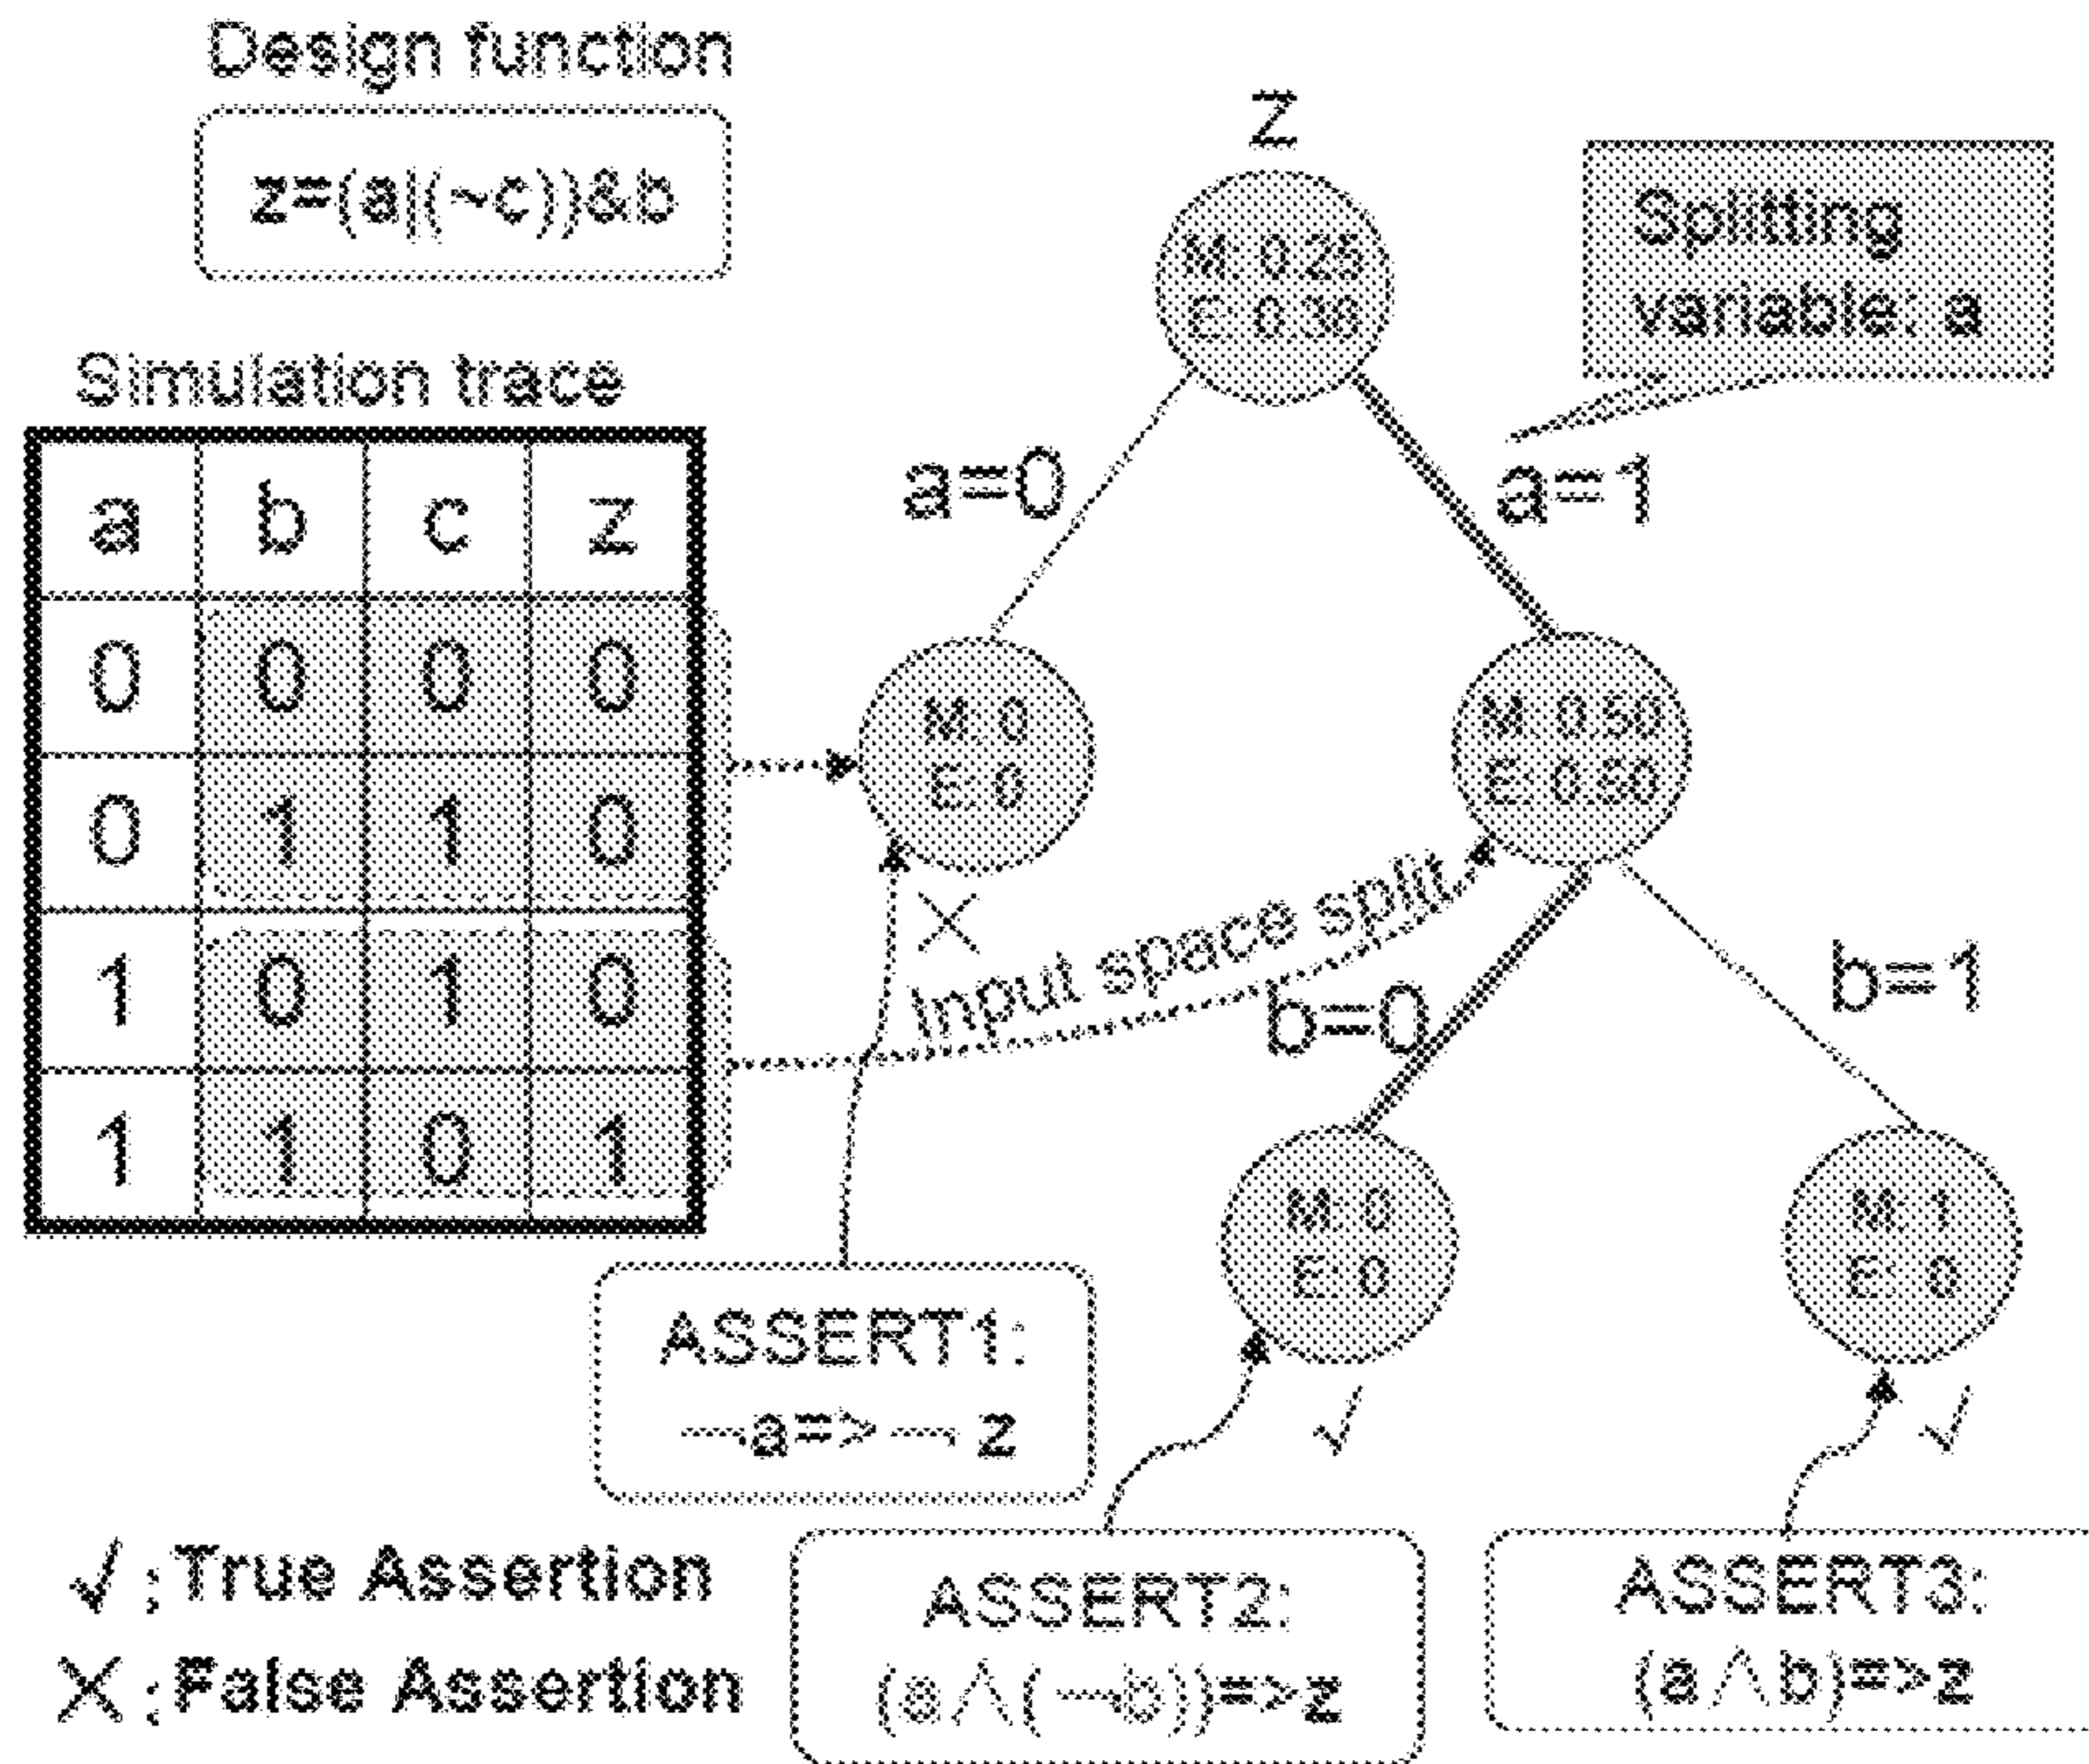 Design function
z=(a|(~c))&b
Simulation trace
a b c z
0 0 0 0
0 1 1 0
1 0 1 0
1 1 0 1
Z
M: 0.25
E: 0.38
Splitting
variable: a
a=0
a=1
M: 0
E: 0
M: 0.50
E: 0.50
Input space split
b=0
b=1
M: 0
E: 0
M: 1
E: 0
ASSERT1:
¬a=>¬ z
ASSERT2:
(a∧(¬b))=>z
ASSERT3:
(a∧b)=>z
√: True Assertion
×: False Assertion